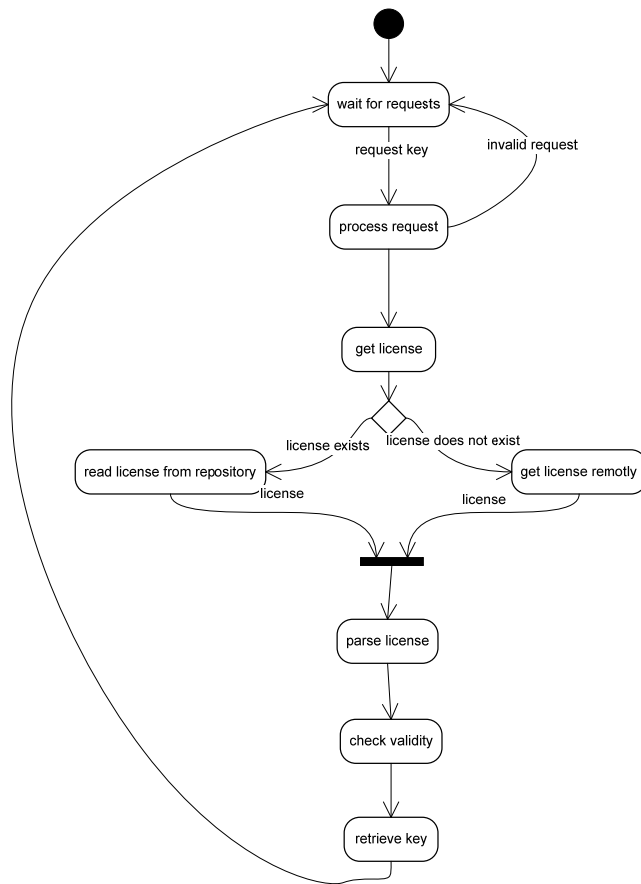 wait for requests
request key
invalid request
process request
get license
license exists
license does not exist
read license from repository
get license remotly
license
license
parse license
check validity
retrieve key